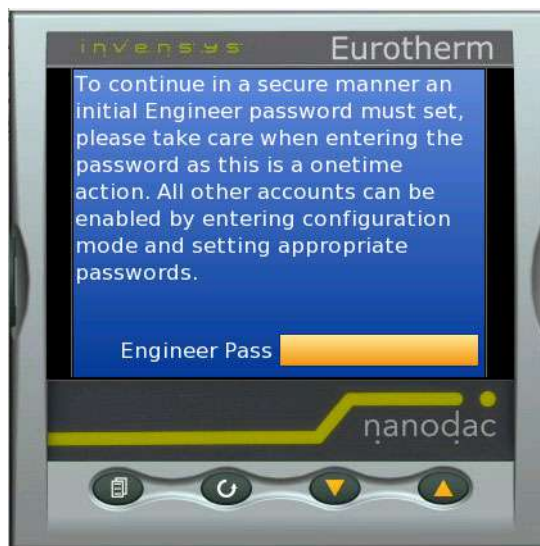 invensys
Eurotherm
To continue in a secure manner an
initial Engineer password must set,
please take care when entering the
password as this is a onetime
action. All other accounts can be
enabled by entering configuration
mode and setting appropriate
passwords.
Engineer Pass
nanodac